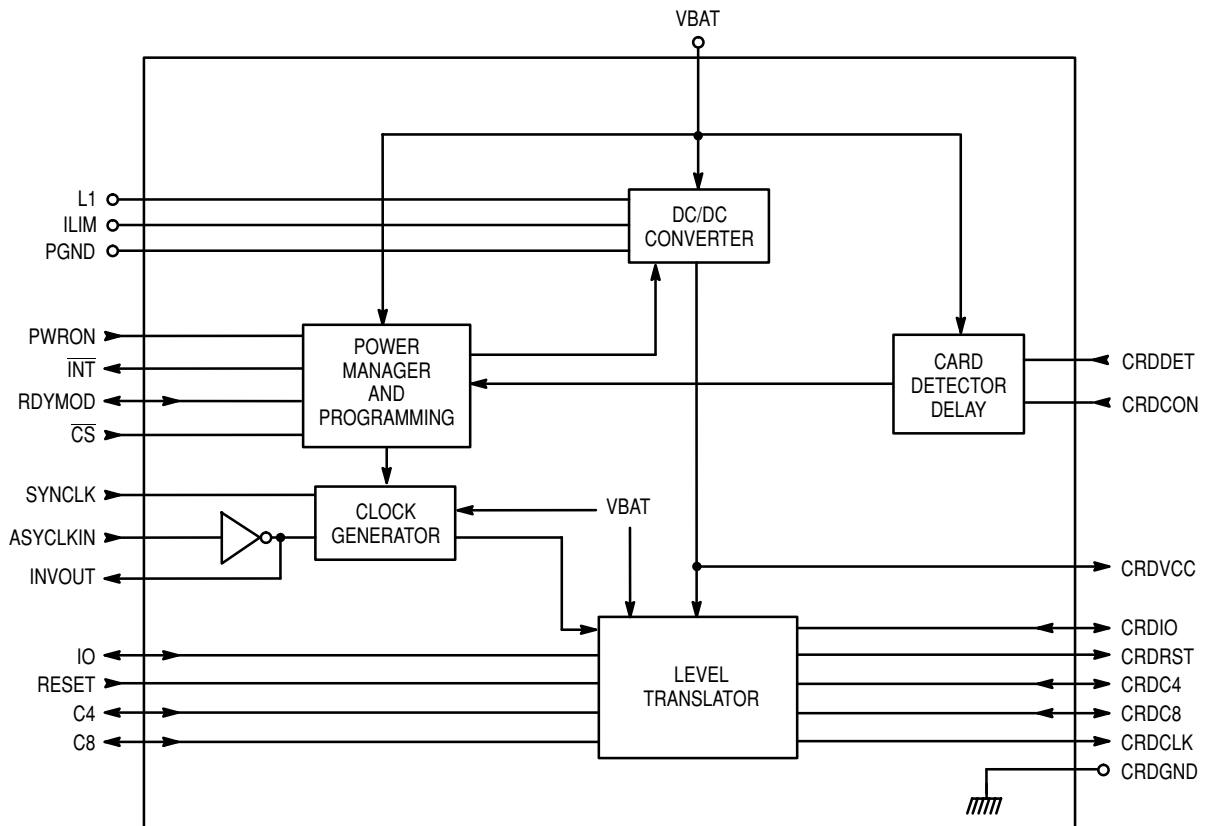 VBAT
L1
ILIM
PGND
DC/DC
CONVERTER
PWRON
INT
RDYMOD
CS
POWER
MANAGER
AND
PROGRAMMING
CARD
DETECTOR
DELAY
CRDDET
CRDCON
SYNCLK
ASYCLKIN
INVOUT
CLOCK
GENERATOR
VBAT
CRDVCC
IO
RESET
C4
C8
LEVEL
TRANSLATOR
CRDIO
CRDRST
CRDC4
CRDC8
CRDCLK
CRDGND